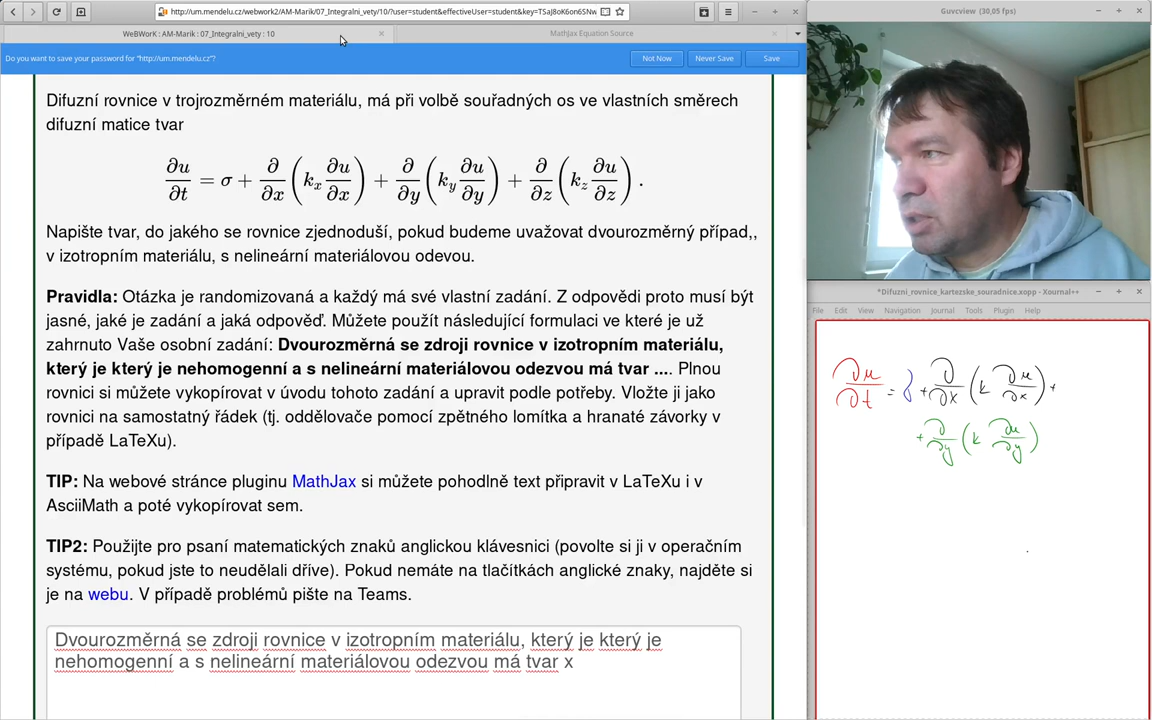 http://um.mendelu.cz/webwork2/AM-Marik/07_Integralni_vety/10/?user=student&effectiveUser=student&key=TSaJ8oK6on6SNw
WeBWorK : AM-Marik : 07_Integralni_vety : 10
MathJax Equation Source
Do you want to save your password for "http://um.mendelu.cz"?
Not Now
Never Save
Save
Difuzní rovnice v trojrozměrném materiálu, má při volbě souřadných os ve vlastních směrech
difuzní matice tvar
∂u/∂t = σ + ∂/∂x (k_x ∂u/∂x) + ∂/∂y (k_y ∂u/∂y) + ∂/∂z (k_z ∂u/∂z) .
Napište tvar, do jakého se rovnice zjednoduší, pokud budeme uvažovat dvourozměrný případ,,
v izotropním materiálu, s nelineární materiálovou odevou.
Pravidla: Otázka je randomizovaná a každý má své vlastní zadání. Z odpovědi proto musí být
jasné, jaké je zadání a jaká odpověď. Můžete použít následující formulaci ve které je už
zahrnuto Vaše osobní zadání: Dvourozměrná se zdroji rovnice v izotropním materiálu,
který je který je nehomogenní a s nelineární materiálovou odezvou má tvar .... Plnou
rovnici si můžete vykopírovat v úvodu tohoto zadání a upravit podle potřeby. Vložte ji jako
rovnici na samostatný řádek (tj. oddělovače pomocí zpětného lomítka a hranaté závorky v
případě LaTeXu).
TIP: Na webové stránce pluginu MathJax si můžete pohodlně text připravit v LaTeXu i v
AsciiMath a poté vykopírovat sem.
TIP2: Použijte pro psaní matematických znaků anglickou klávesnici (povolte si ji v operačním
systému, pokud jste to neudělali dříve). Pokud nemáte na tlačítkách anglické znaky, najděte si
je na webu. V případě problémů pište na Teams.
Dvourozměrná se zdroji rovnice v izotropním materiálu, který je který je
nehomogenní a s nelineární materiálovou odezvou má tvar x
Guvcview (30,05 fps)
*Difuzni_rovnice_kartezske_souradnice.xopp - Xournal++
File Edit View Navigation Journal Tools Plugin Help
∂u/∂t = δ + ∂/∂x (k ∂u/∂x) +
+ ∂/∂y (k ∂u/∂y)